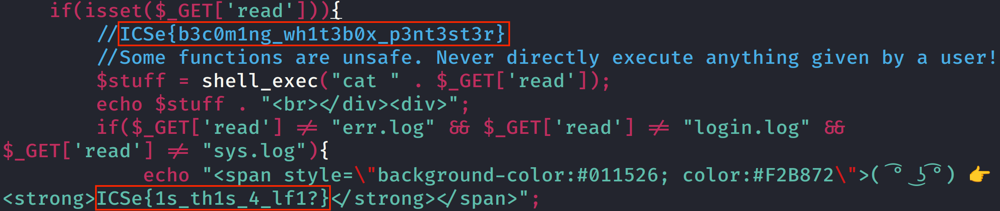 if(isset($_GET['read'])){
//ICSe{b3c0m1ng_wh1t3b0x_p3nt3st3r}
//Some functions are unsafe. Never directly execute anything given by a user!
$stuff = shell_exec("cat " . $_GET['read']);
echo $stuff . "<br></div><div>";
if($_GET['read'] != "err.log" && $_GET['read'] != "login.log" &&
$_GET['read'] != "sys.log"){
echo "<span style=\"background-color:#011526; color:#F2B872\">( ͡° ͜ʖ ͡°) 👉
<strong>ICSe{1s_th1s_4_lf1?}</strong></span>";